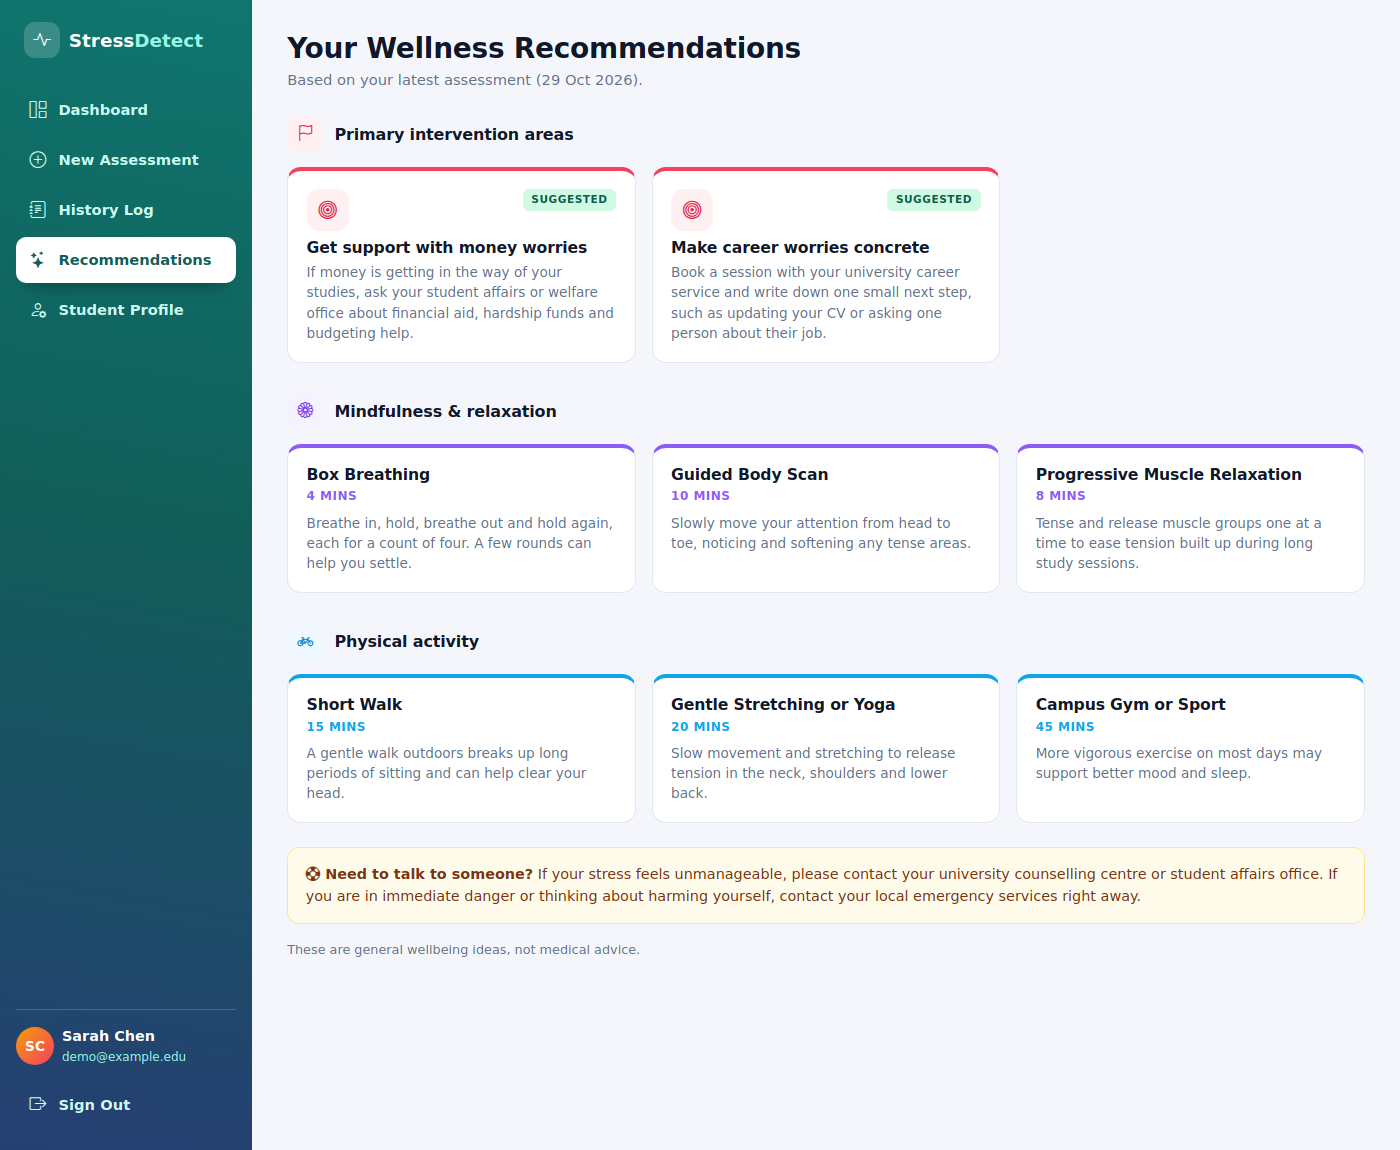 StressDetect
Dashboard
New Assessment
History Log
Recommendations
Student Profile
Sarah Chen
SC
demo@example.edu
Sign Out
Your Wellness Recommendations
Based on your latest assessment (29 Oct 2026).
Primary intervention areas
SUGGESTED
Get support with money worries
If money is getting in the way of your
studies, ask your student affairs or welfare
office about financial aid, hardship funds and
budgeting help.
SUGGESTED
Make career worries concrete
Book a session with your university career
service and write down one small next step,
such as updating your CV or asking one
person about their job.
Mindfulness & relaxation
Box Breathing
4 MINS
Breathe in, hold, breathe out and hold again,
each for a count of four. A few rounds can
help you settle.
Guided Body Scan
10 MINS
Slowly move your attention from head to
toe, noticing and softening any tense areas.
Progressive Muscle Relaxation
8 MINS
Tense and release muscle groups one at a
time to ease tension built up during long
study sessions.
Physical activity
Short Walk
15 MINS
A gentle walk outdoors breaks up long
periods of sitting and can help clear your
head.
Gentle Stretching or Yoga
20 MINS
Slow movement and stretching to release
tension in the neck, shoulders and lower
back.
Campus Gym or Sport
45 MINS
More vigorous exercise on most days may
support better mood and sleep.
Need to talk to someone? If your stress feels unmanageable, please contact your university counselling centre or student affairs office. If
you are in immediate danger or thinking about harming yourself, contact your local emergency services right away.
These are general wellbeing ideas, not medical advice.